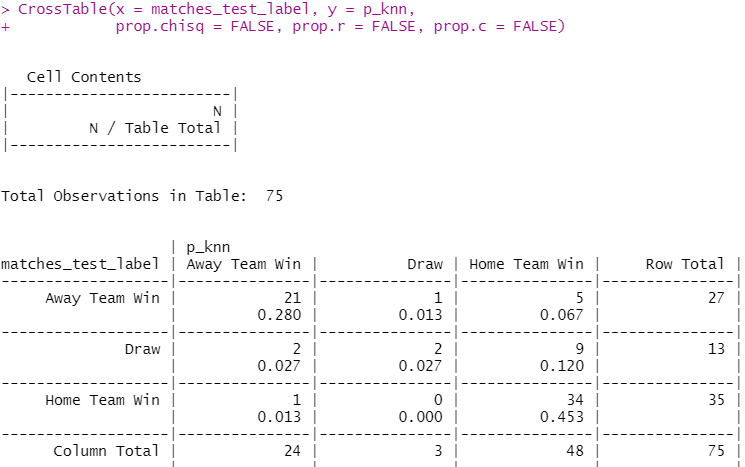 > CrossTable(x = matches_test_label, y = p_knn,
+            prop.chisq = FALSE, prop.r = FALSE, prop.c = FALSE)
   Cell Contents
|-------------------------|
|                       N |
|         N / Table Total |
|-------------------------|
Total Observations in Table:  75
                   | p_knn
matches_test_label | Away Team Win |          Draw | Home Team Win |     Row Total |
-------------------|---------------|---------------|---------------|---------------|
     Away Team Win |            21 |             1 |             5 |            27 |
                   |         0.280 |         0.013 |         0.067 |               |
-------------------|---------------|---------------|---------------|---------------|
              Draw |             2 |             2 |             9 |            13 |
                   |         0.027 |         0.027 |         0.120 |               |
-------------------|---------------|---------------|---------------|---------------|
     Home Team Win |             1 |             0 |            34 |            35 |
                   |         0.013 |         0.000 |         0.453 |               |
-------------------|---------------|---------------|---------------|---------------|
      Column Total |            24 |             3 |            48 |            75 |